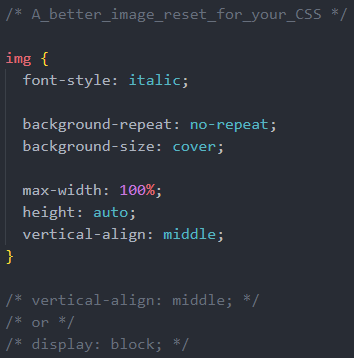 /* A_better_image_reset_for_your_CSS */
img {
font-style: italic;
background-repeat: no-repeat;
background-size: cover;
max-width: 100%;
height: auto;
vertical-align: middle;
}
/* vertical-align: middle; */
/* or */
/* display: block; */